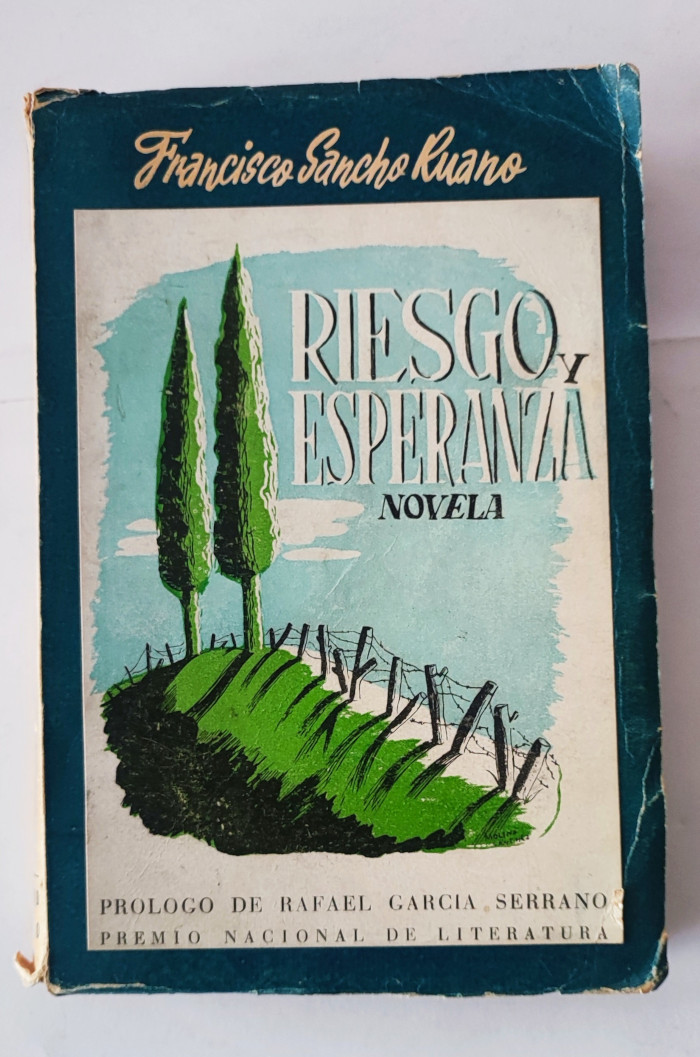 Francisco Sancho Ruano
RIESGO Y
ESPERANZA
NOVELA
PROLOGO DE RAFAEL GARCIA SERRANO
PREMIO NACIONAL DE LITERATURA